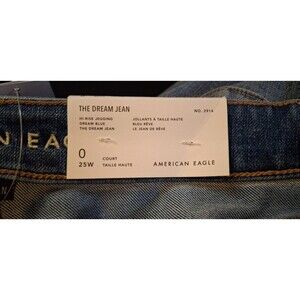 THE DREAM JEAN
NO. 2914
HI RISE JEGGING
DREAM BLUE
THE DREAM JEAN
JOLLANTS À TAILLE HAUTE
BLEU RÊVE
LE JEAN DE RÊVE
N EAG
0
25W
COURT
TAILLE HAUTE
AMERICAN EAGLE